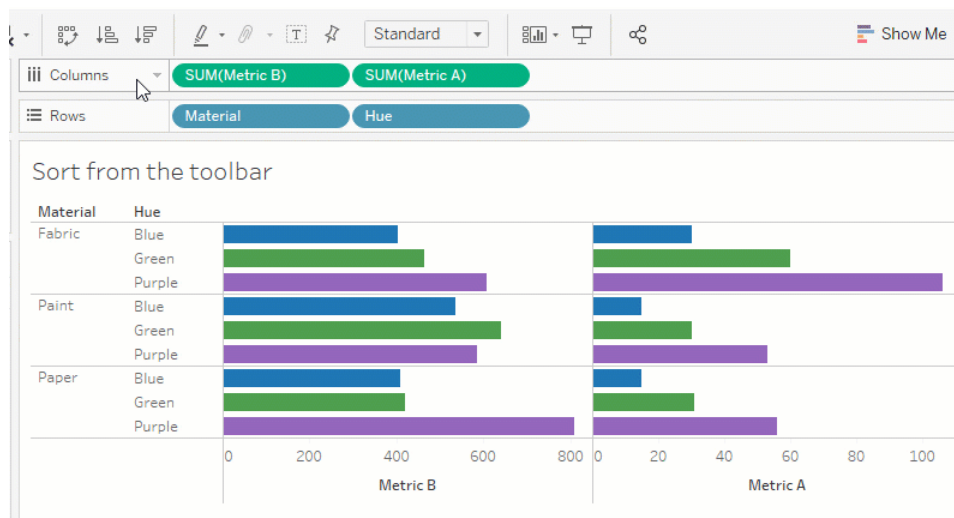 Standard Show Me
Columns SUM(Metric B) SUM(Metric A)
Rows Material Hue
Sort from the toolbar
Material Hue
Fabric Blue
Green
Purple
Paint Blue
Green
Purple
Paper Blue
Green
Purple
0 200 400 600 800 0 20 40 60 80 100
Metric B Metric A